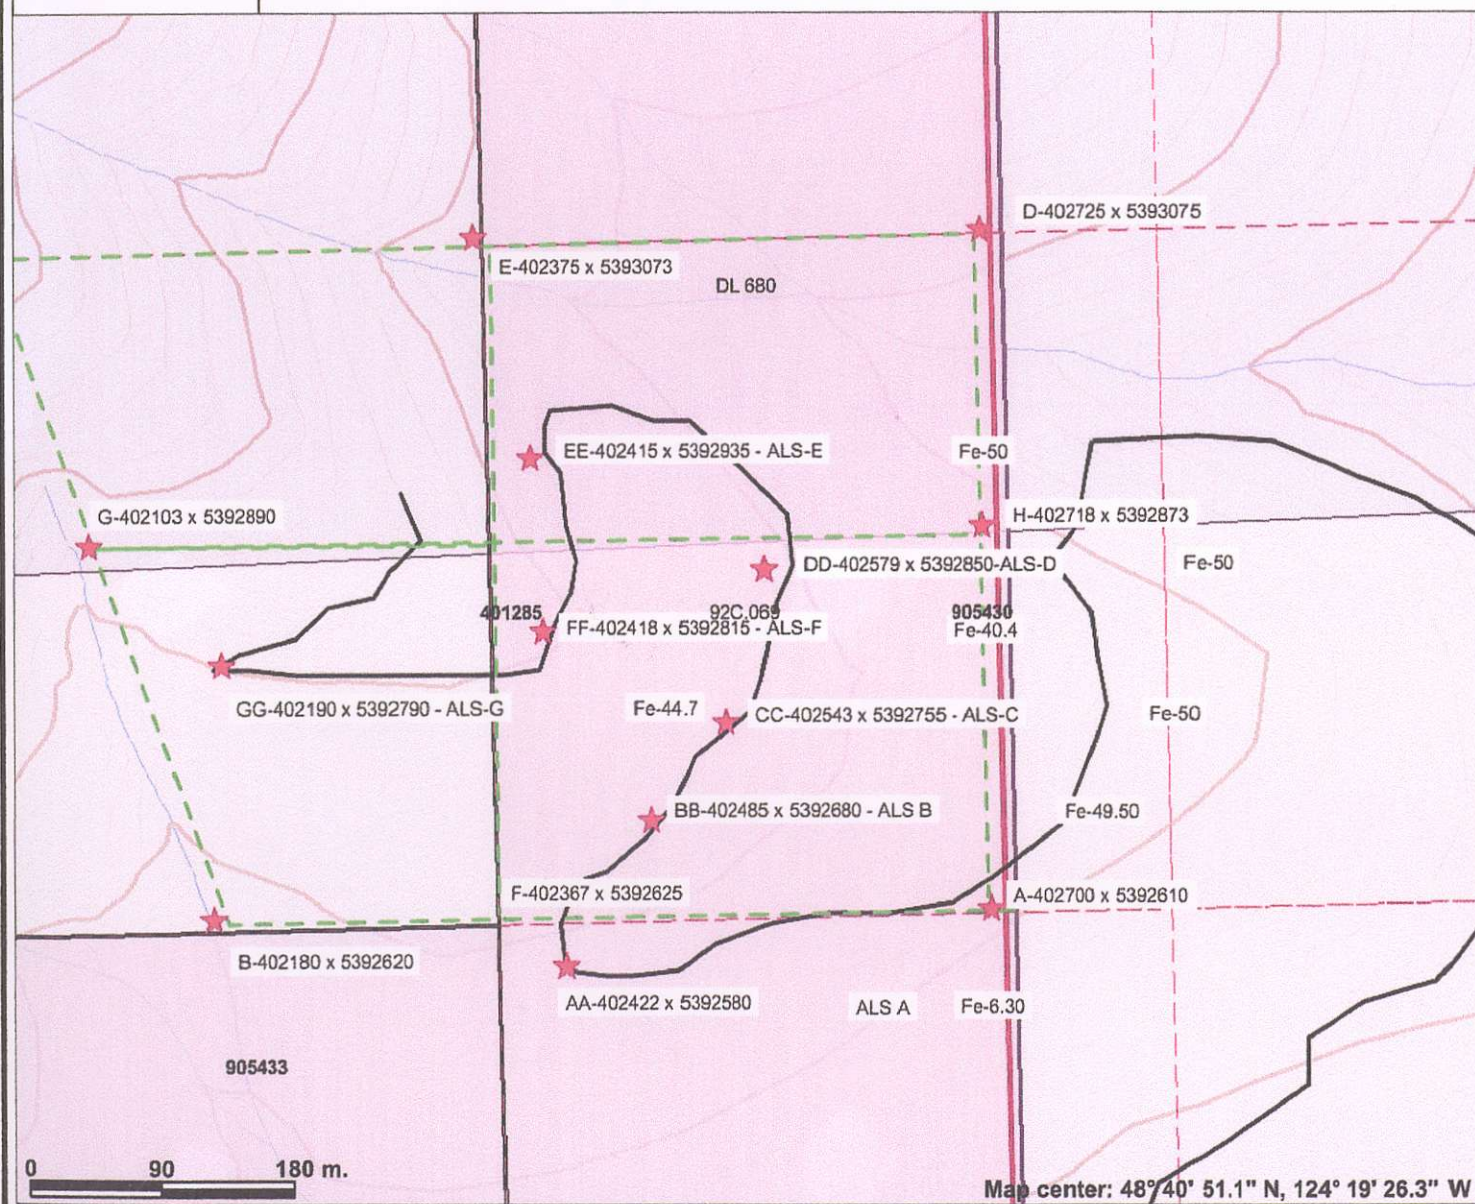 D-402725 x 5393075
E-402375 x 5393073
DL 680
EE-402415 x 5392935 - ALS-E
Fe-50
G-402103 x 5392890
H-402718 x 5392873
DD-402579 x 5392850-ALS-D
Fe-50
401285
92C.069
905430
FF-402418 x 5392815 - ALS-F
Fe-40.4
GG-402190 x 5392790 - ALS-G
Fe-44.7
CC-402543 x 5392755 - ALS-C
Fe-50
BB-402485 x 5392680 - ALS B
Fe-49.50
F-402367 x 5392625
A-402700 x 5392610
B-402180 x 5392620
AA-402422 x 5392580
ALS A
Fe-6.30
905433
0 90 180 m.
Map center: 48° 40' 51.1" N, 124° 19' 26.3" W